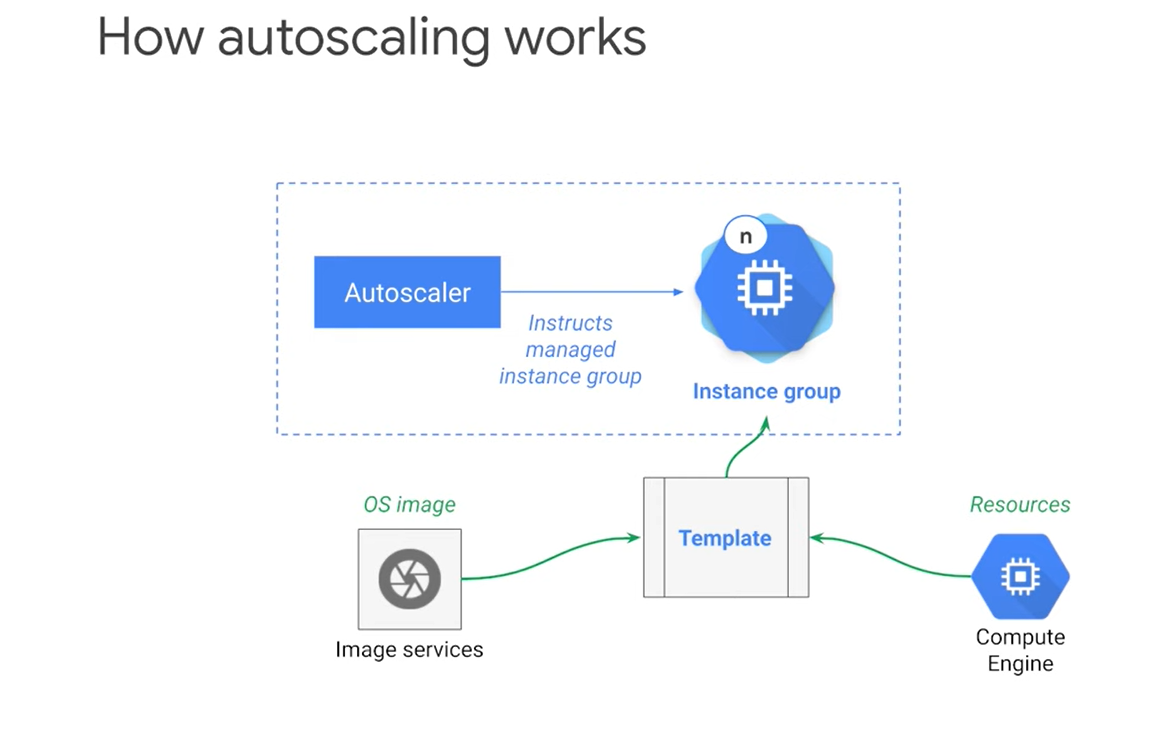 How autoscaling works
n
Autoscaler
Instructs
managed
instance group
Instance group
OS image
Resources
Template
Image services
Compute
Engine